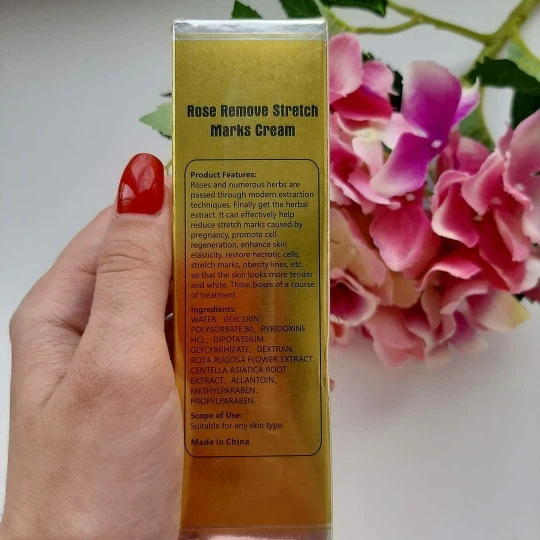 Rose Remove Stretch
Marks Cream
Product Features:
Roses and numerous herbs are
passed through modern extraction
techniques. Finally get the herbal
extract. It can effectively help
reduce stretch marks caused by
pregnancy, promote cell
regeneration, enhance skin
elasticity, restore necrotic cells,
stretch marks, obesity lines, etc.
so that the skin looks more tender
and white. Three boxes of a course
of treatment.
Ingredients:
WATER, GLYCERIN,
POLYSORBATE 80, PYRIDOXINE
HCL, DIPOTASSIUM
GLYCYRRHIZATE, DEXTRAN,
ROSA RUGOSA FLOWER EXTRACT,
CENTELLA ASIATICA ROOT
EXTRACT, ALLANTOIN,
METHYLPARABEN,
PROPYLPARABEN.
Scope of Use:
Suitable for any skin type.
Made in China